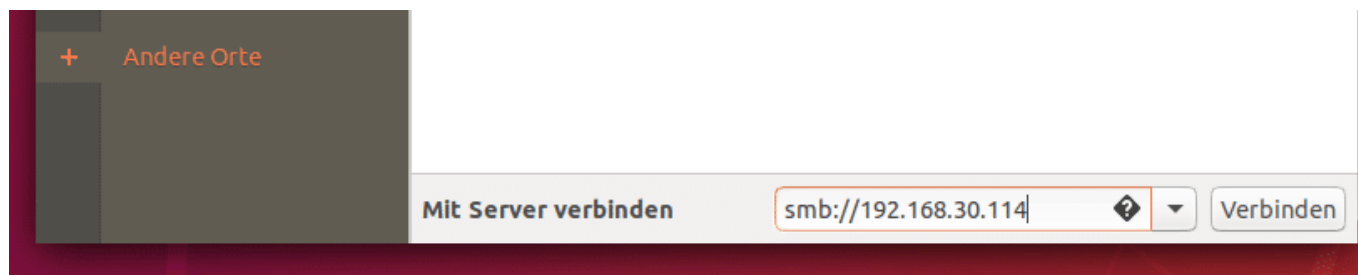 + Andere Orte
Mit Server verbinden smb://192.168.30.114 Verbinden